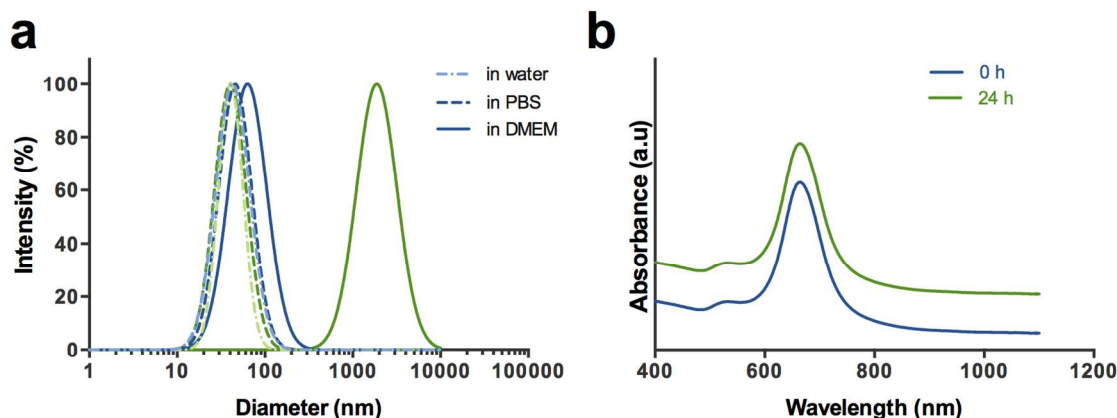 a
b
in water
in PBS
in DMEM
0 h
24 h
Intensity (%)
100
80
60
40
20
0
1
10
100
1000
10000
100000
Diameter (nm)
Absorbance (a.u)
400
600
800
1000
1200
Wavelength (nm)